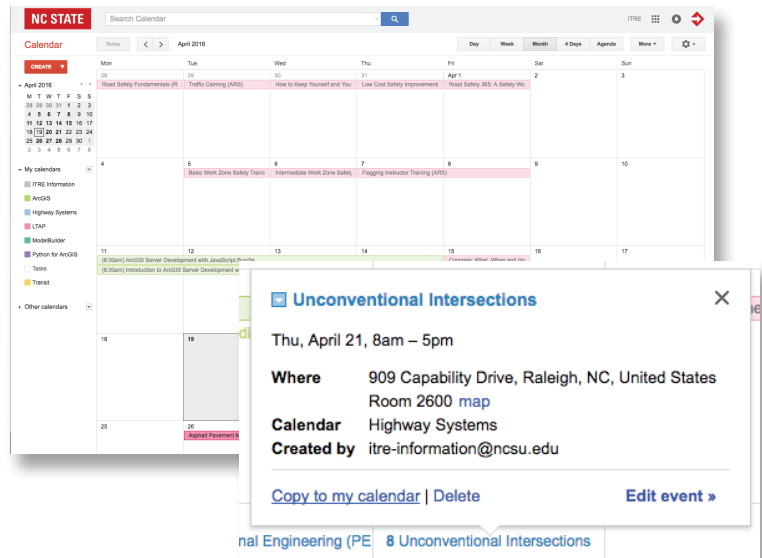 NC STATE
Search Calendar
ITRE
Calendar
Today
April 2016
Day Week Month 4 Days Agenda More
CREATE
April 2016
M T W T F S S
28 29 30 31 1 2 3
4 5 6 7 8 9 10
11 12 13 14 15 16 17
18 19 20 21 22 23 24
25 26 27 28 29 30 1
2 3 4 5 6 7 8
My calendars
ITRE Information
ArcGIS
Highway Systems
LTAP
ModelBuilder
Python for ArcGIS
Tasks
Transit
Other calendars
Mon Tue Wed Thu Fri Sat Sun
28 29 30 31 Apr 1 2 3
Road Safety Fundamentals (R Traffic Calming (ARS) How to Keep Yourself and You Low Cost Safety Improvements Road Safety 365: A Safety Wo
4 5 6 7 8 9 10
Basic Work Zone Safety Traini Intermediate Work Zone Safety Flagging Instructor Training (ARS)
11 12 13 14 15 16 17
(8:30am) ArcGIS Server Development with JavaScript Bundle Concrete: What, When and Ho
(8:30am) Introduction to ArcGIS Server Development w
18 19
25 26
Asphalt Pavement M
Unconventional Intersections
Thu, April 21, 8am – 5pm
Where 909 Capability Drive, Raleigh, NC, United States
Room 2600 map
Calendar Highway Systems
Created by itre-information@ncsu.edu
Copy to my calendar | Delete Edit event »
nal Engineering (PE 8 Unconventional Intersections